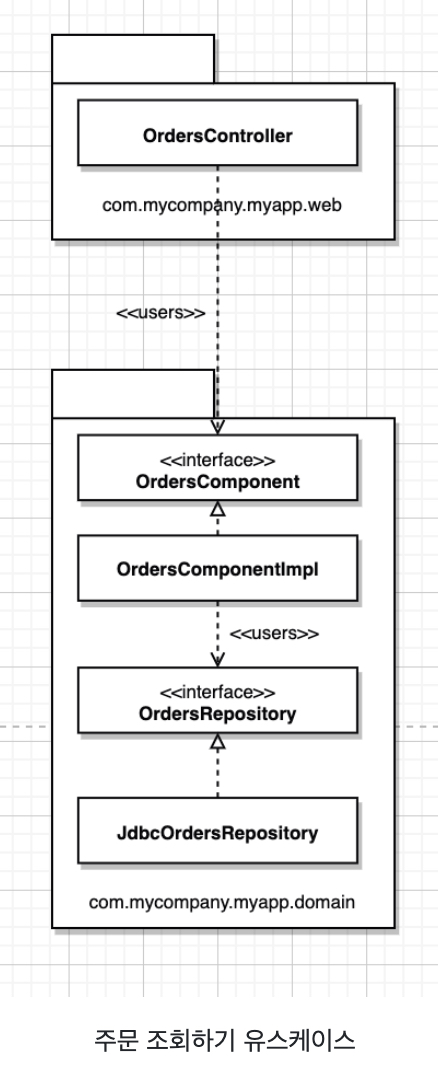 OrdersController
com.mycompany.myapp.web
<<users>>
<<interface>>
OrdersComponent
OrdersComponentImpl
<<users>>
<<interface>>
OrdersRepository
JdbcOrdersRepository
com.mycompany.myapp.domain
주문 조회하기 유스케이스